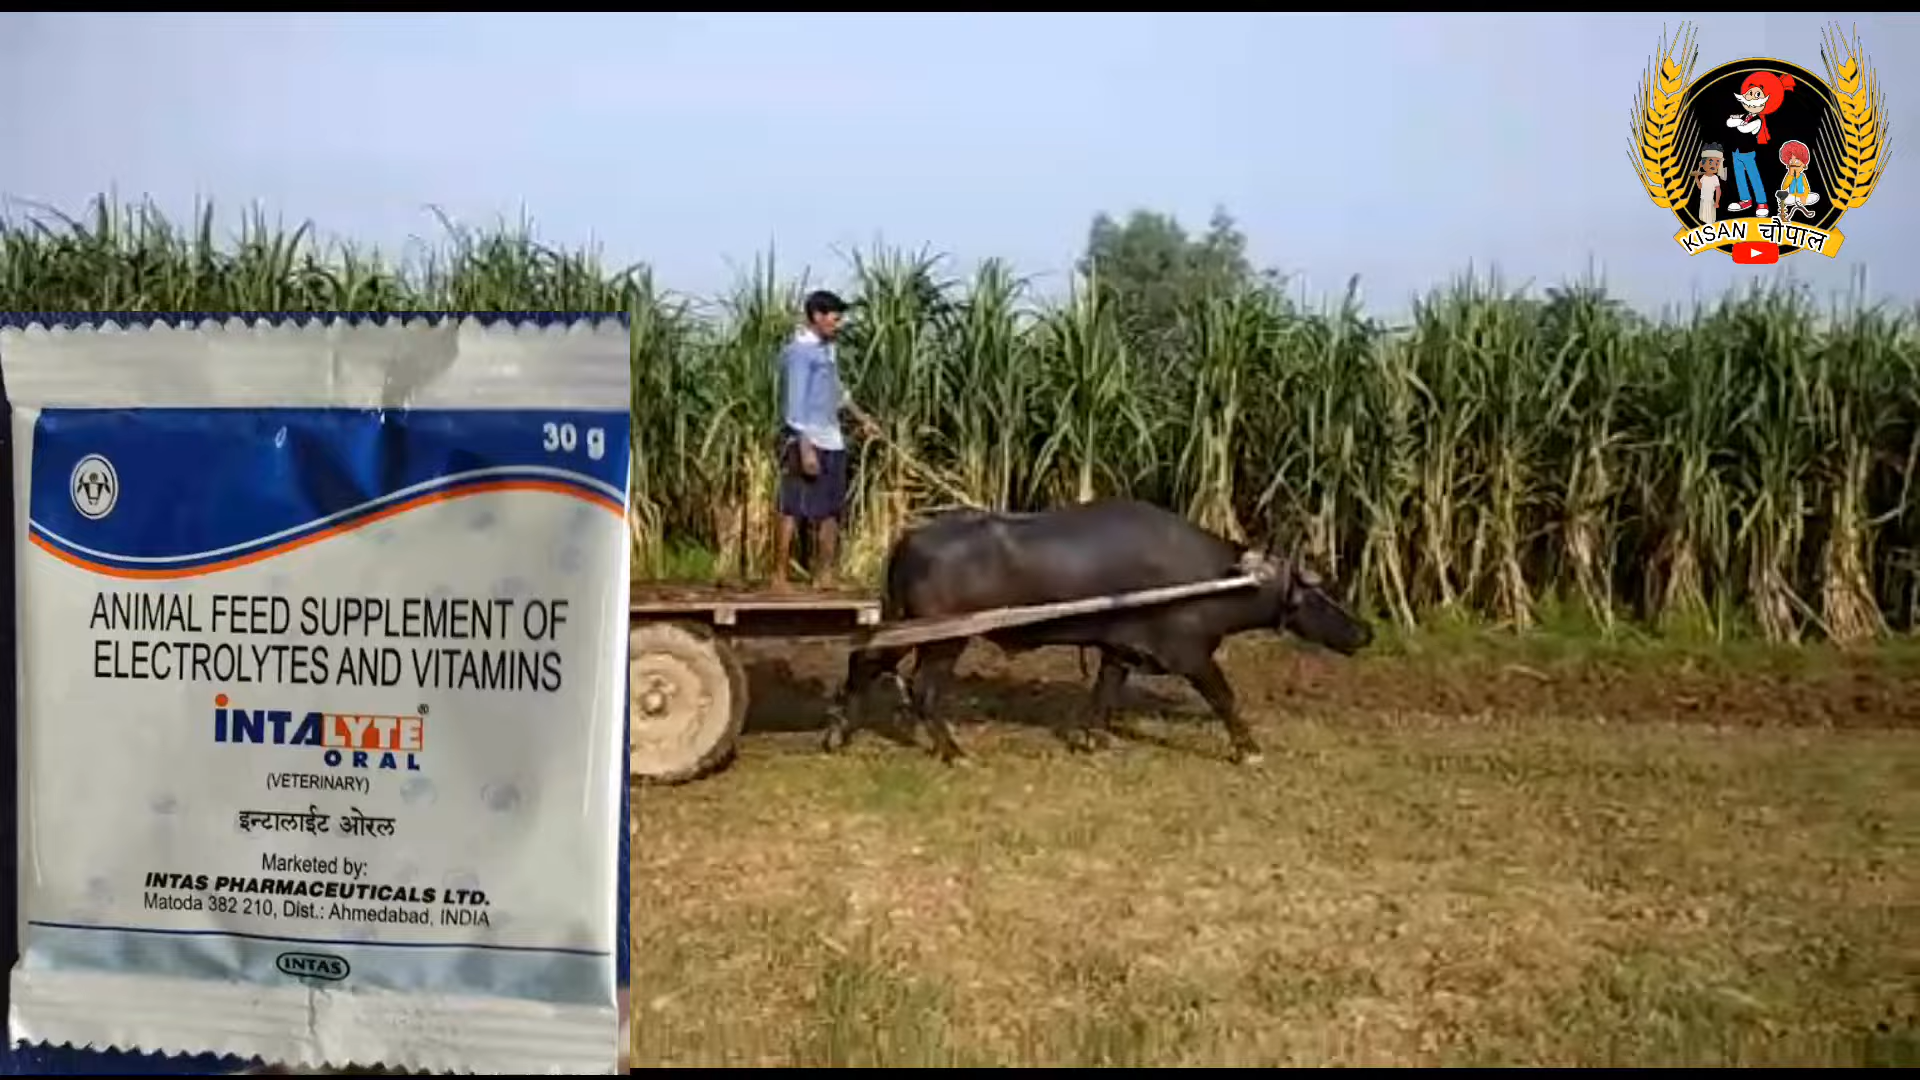 KISAN चौपाल
30 g
ANIMAL FEED SUPPLEMENT OF
ELECTROLYTES AND VITAMINS
INTALYTE®
ORAL
(VETERINARY)
इन्टालाईट ओरल
Marketed by:
INTAS PHARMACEUTICALS LTD.
Matoda 382 210, Dist.: Ahmedabad, INDIA
INTAS